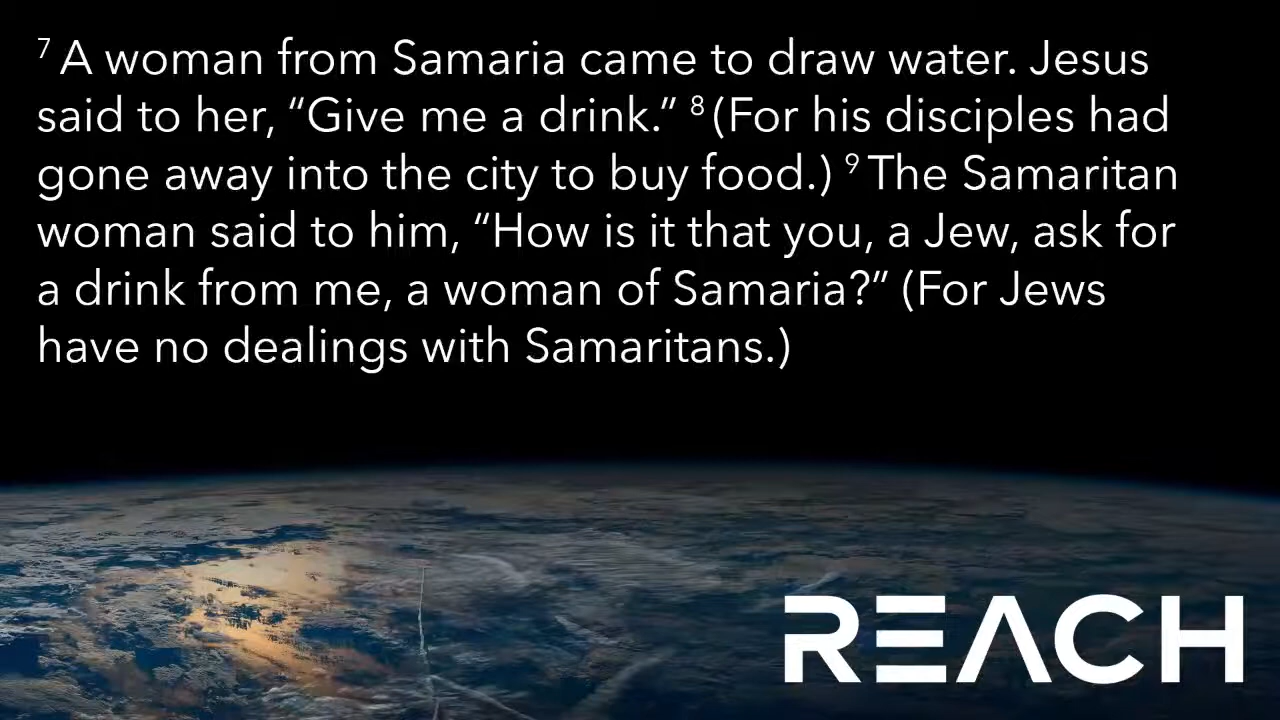 ⁷ A woman from Samaria came to draw water. Jesus
said to her, “Give me a drink.” ⁸ (For his disciples had
gone away into the city to buy food.) ⁹ The Samaritan
woman said to him, “How is it that you, a Jew, ask for
a drink from me, a woman of Samaria?” (For Jews
have no dealings with Samaritans.)
REACH